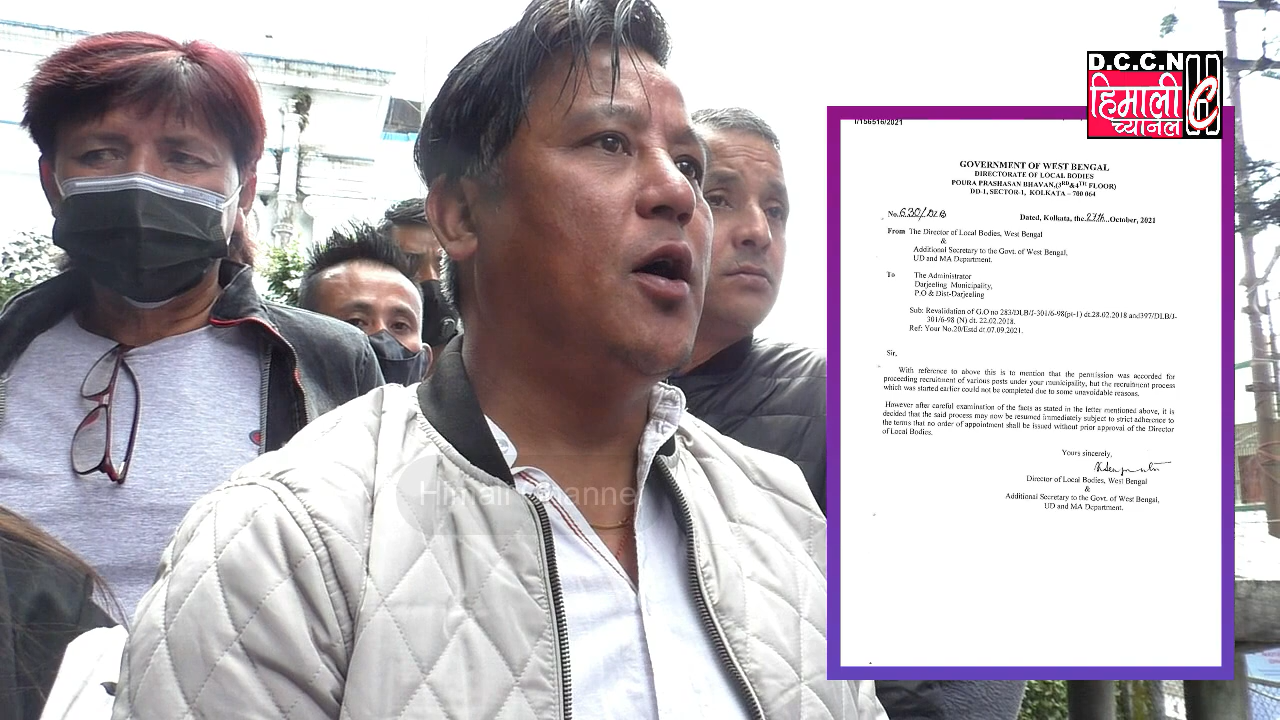 D.C.C.N
हिमाली
च्यानल
Himali Channel
1/156516/2021
GOVERNMENT OF WEST BENGAL
DIRECTORATE OF LOCAL BODIES
POURA PRASHASAN BHAVAN,(3RD & 4TH FLOOR)
DD 1, SECTOR-1, KOLKATA - 700 064
No. 630/DLB
Dated, Kolkata, the 27th October, 2021
From The Director of Local Bodies, West Bengal
&
Additional Secretary to the Govt. of West Bengal,
UD and MA Department.
To The Administrator
Darjeeling Municipality,
P.O & Dist-Darjeeling
Sub: Revalidation of G.O no 283/DLB/J-301/6-98(pt-1) dt.28.02.2018 and397/DLB/J-
301/6-98 (N) dt. 22.02.2018.
Ref: Your No.20/Estd dt.07.09.2021.
Sir,
With reference to above this is to mention that the permission was accorded for
proceeding recruitment of various posts under your municipality, but the recruitment process
which was started earlier could not be completed due to some unavoidable reasons.
However after careful examination of the facts as stated in the letter mentioned above, it is
decided that the said process may now be resumed immediately subject to strict adherence to
the terms that no order of appointment shall be issued without prior approval of the Director
of Local Bodies.
Yours sincerely,
Director of Local Bodies, West Bengal
&
Additional Secretary to the Govt. of West Bengal,
UD and MA Department.